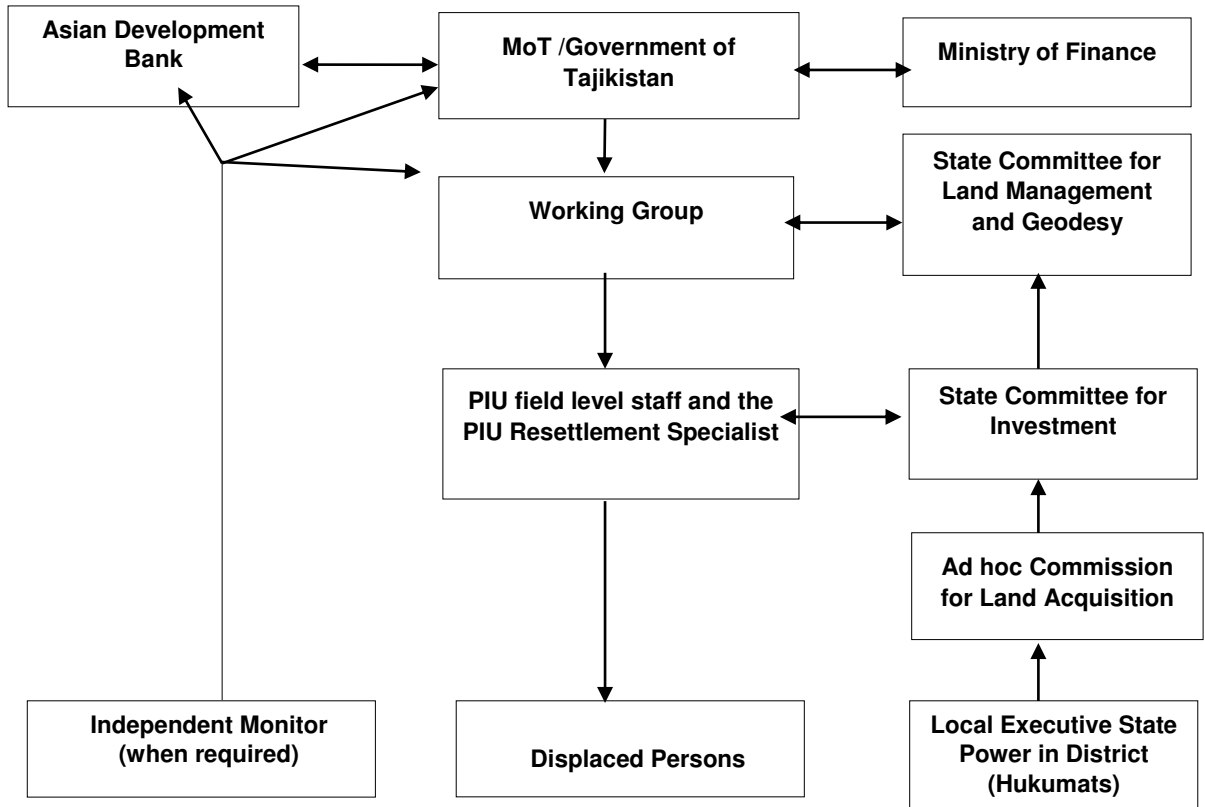 Asian Development
Bank
MoT /Government of
Tajikistan
Ministry of Finance
Working Group
State Committee for
Land Management
and Geodesy
PIU field level staff and the
PIU Resettlement Specialist
State Committee for
Investment
Ad hoc Commission
for Land Acquisition
Independent Monitor
(when required)
Displaced Persons
Local Executive State
Power in District
(Hukumats)